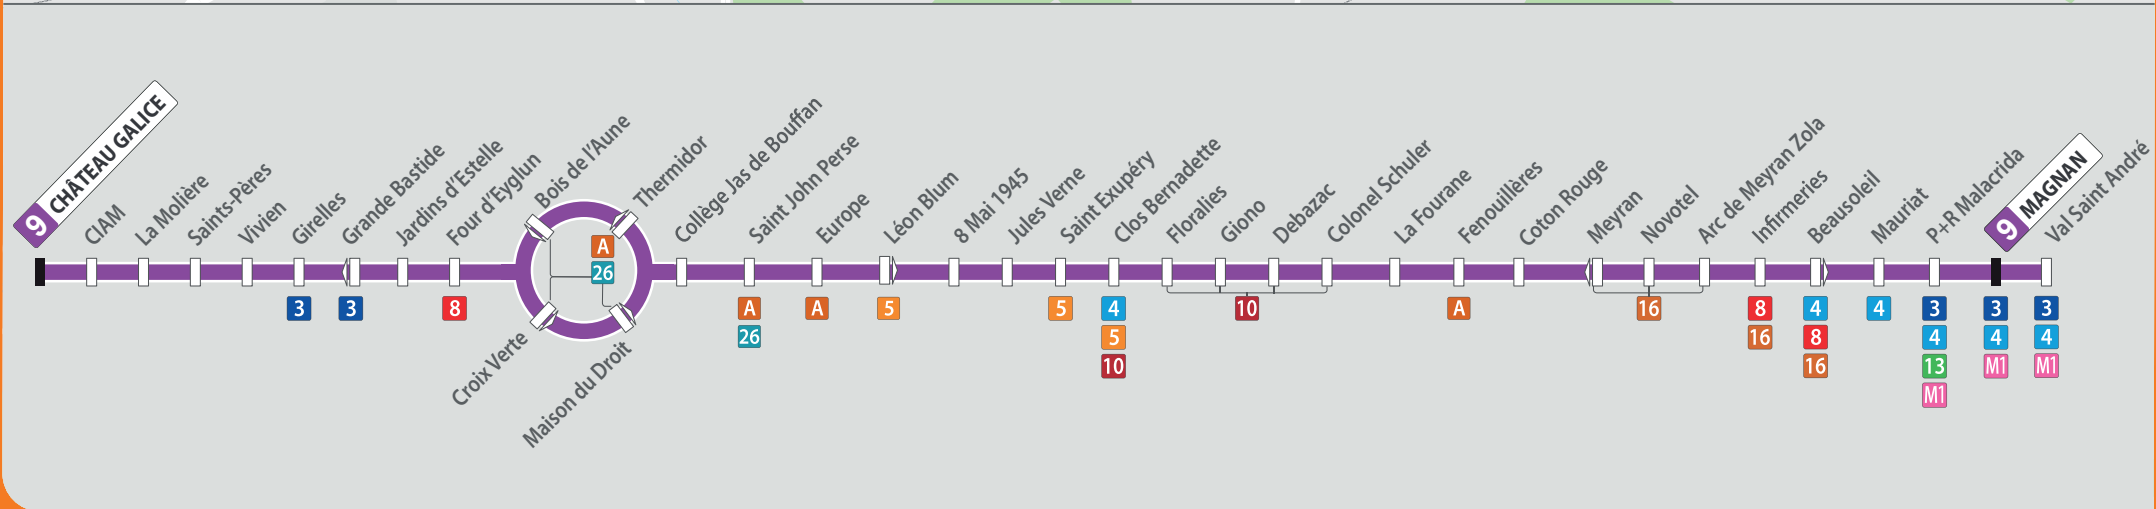 9 CHÂTEAU GALICE
CIAM
La Molière
Saints-Pères
Vivien
Girelles
3
Grande Bastide
3
Jardins d'Estelle
Four d'Eyglun
8
Bois de l'Aune
Thermidor
A
26
Croix Verte
Maison du Droit
Collège Jas de Bouffan
Saint John Perse
A
26
Europe
A
Léon Blum
5
8 Mai 1945
Jules Verne
Saint Exupéry
5
Clos Bernadette
4
5
10
Floralies
Giono
Debazac
Colonel Schuler
10
La Fourane
Fenouillères
A
Coton Rouge
Meyran
Novotel
Arc de Meyran Zola
16
Infirmeries
8
16
Beausoleil
4
8
16
Mauriat
4
P+R Malacrida
3
4
13
M1
9 MAGNAN
3
4
M1
Val Saint André
3
4
M1